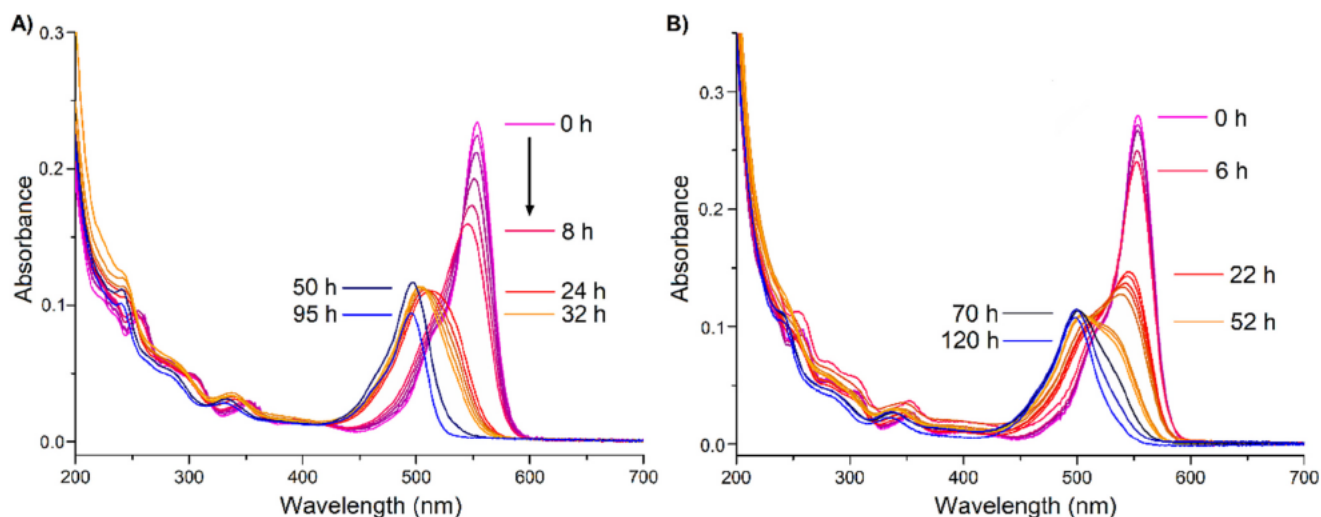 A)
0.3
0.2
0.1
0.0
Absorbance
200
300
400
500
600
700
Wavelength (nm)
0 h
8 h
24 h
32 h
50 h
95 h
B)
0.3
0.2
0.1
0.0
Absorbance
200
300
400
500
600
700
Wavelength (nm)
0 h
6 h
22 h
52 h
70 h
120 h